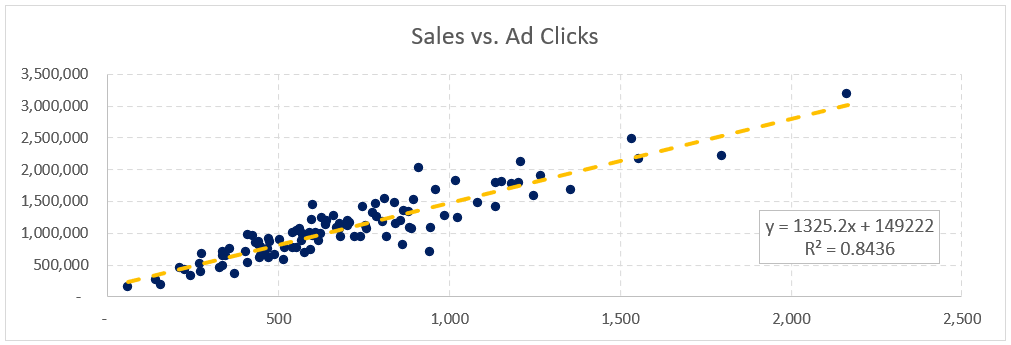 Sales vs. Ad Clicks
3,500,000
3,000,000
2,500,000
2,000,000
1,500,000
1,000,000
500,000
-
y = 1325.2x + 149222
R² = 0.8436
- 500 1,000 1,500 2,000 2,500